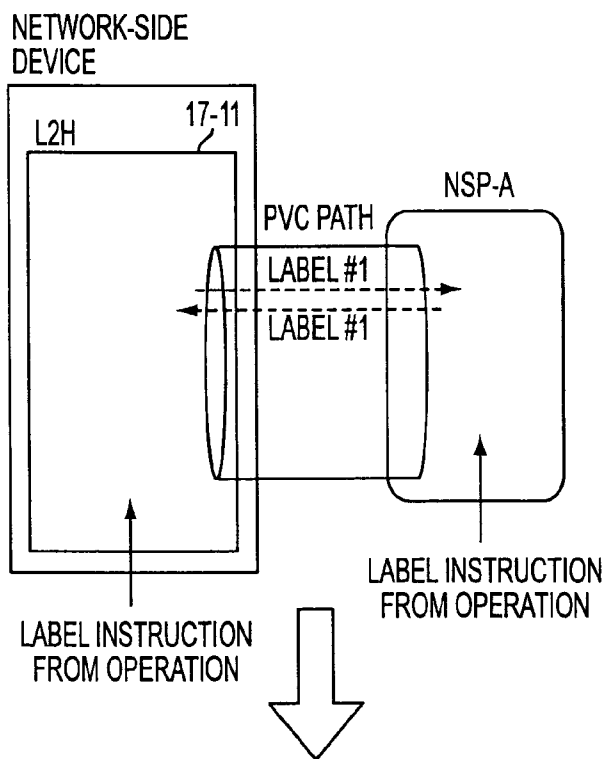 NETWORK-SIDE
DEVICE
L2H
17-11
NSP-A
PVC PATH
LABEL #1
LABEL #1
LABEL INSTRUCTION
FROM OPERATION
LABEL INSTRUCTION
FROM OPERATION